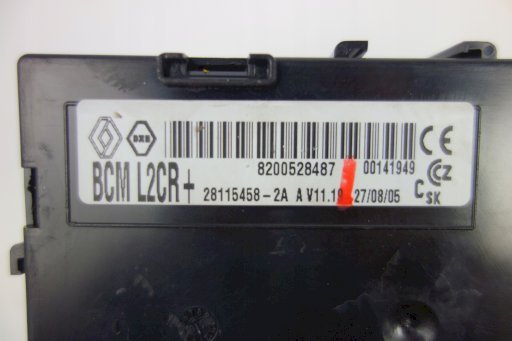 8200528487 00141949
BCM L2CR+ 28115458-2A A V11.1 27/08/05
CE
CZ
C SK